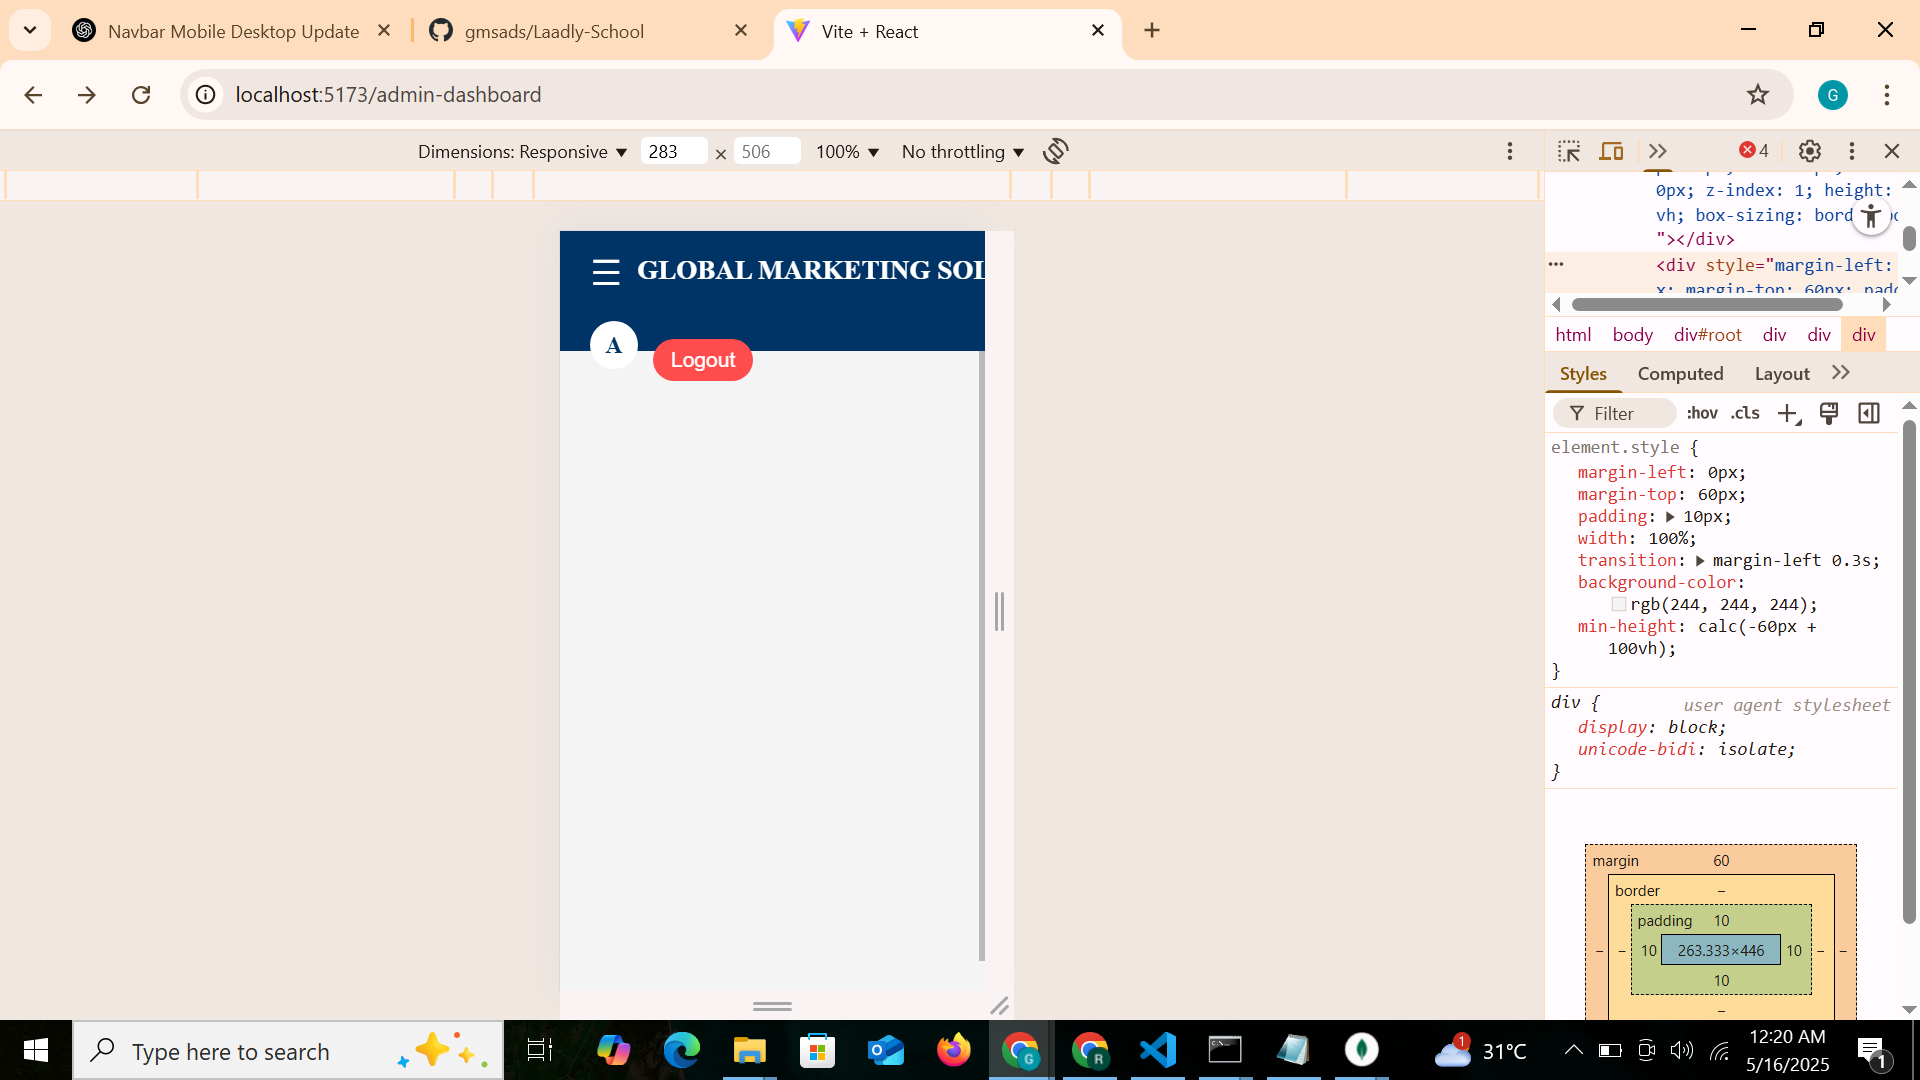 Navbar Mobile Desktop Update
gmsads/Laadly-School
Vite + React
localhost:5173/admin-dashboard
G
Dimensions: Responsive ▼ 283 × 506 100% ▼ No throttling ▼
4
0px; z-index: 1; height:
"></div>
<div style="margin-left:
x; margin-top: 60px; pado
html body div#root div div div
Styles Computed Layout
Filter :hov .cls
GLOBAL MARKETING SOL
A
Logout
element.style {
margin-left: 0px;
margin-top: 60px;
padding: 10px;
width: 100%;
transition: margin-left 0.3s;
background-color:
rgb(244, 244, 244);
min-height: calc(-60px +
100vh);
}
div { user agent stylesheet
display: block;
unicode-bidi: isolate;
}
margin 60
border –
padding 10
– – 10 263.333×446 10 – –
10
–
Type here to search
1
31°C
12:20 AM
5/16/2025
1